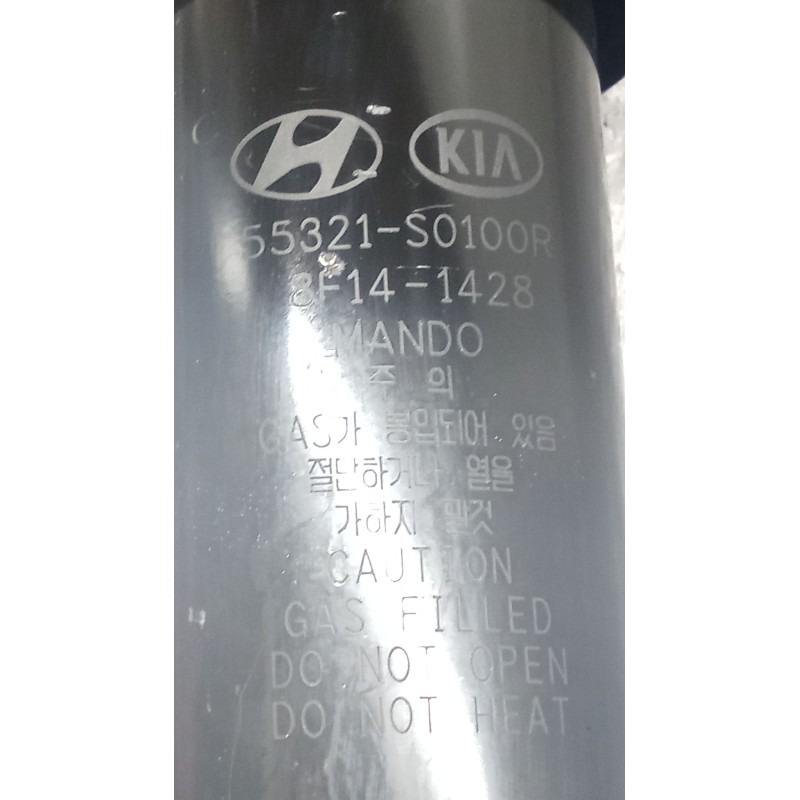 KIA
55321-S0100R
8F14-1428
MANDO
주 의
GAS가 봉입되어 있음
절단하거나 열을
가하지 말것
CAUTION
GAS FILLED
DO NOT OPEN
DO NOT HEAT